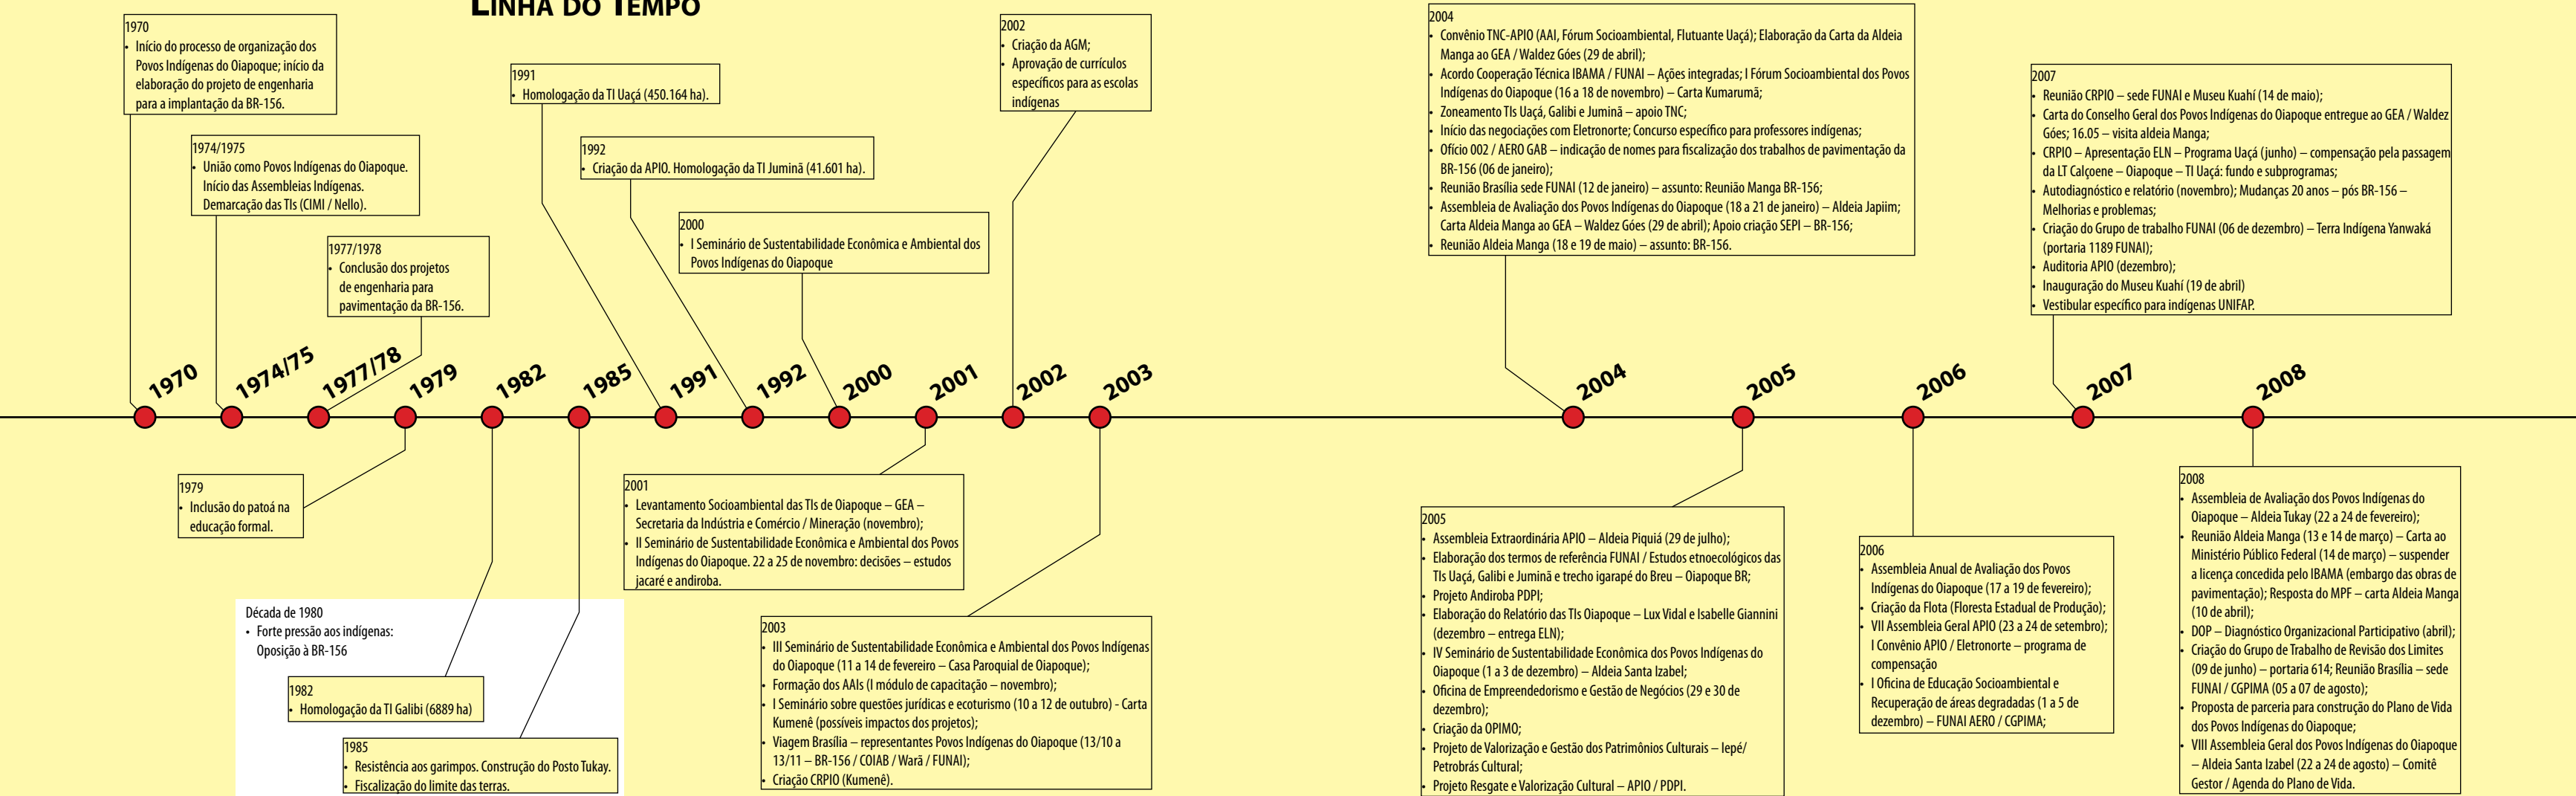 LINHA DO TEMPO
1970
• Início do processo de organização dos
Povos Indígenas do Oiapoque; início da
elaboração do projeto de engenharia
para a implantação da BR-156.
1974/1975
• União como Povos Indígenas do Oiapoque.
Início das Assembleias Indígenas.
Demarcação das TIs (CIMI / Nello).
1977/1978
• Conclusão dos projetos
de engenharia para
pavimentação da BR-156.
1991
• Homologação da TI Uaçá (450.164 ha).
1992
• Criação da APIO. Homologação da TI Juminã (41.601 ha).
2000
• I Seminário de Sustentabilidade Econômica e Ambiental dos
Povos Indígenas do Oiapoque
2002
• Criação da AGM;
• Aprovação de currículos
específicos para as escolas
indígenas
2004
• Convênio TNC-APIO (AAI, Fórum Socioambiental, Flutuante Uaçá); Elaboração da Carta da Aldeia
Manga ao GEA / Waldez Góes (29 de abril);
• Acordo Cooperação Técnica IBAMA / FUNAI – Ações integradas; I Fórum Socioambiental dos Povos
Indígenas do Oiapoque (16 a 18 de novembro) – Carta Kumarumã;
• Zoneamento TIs Uaçá, Galibi e Juminã – apoio TNC;
• Início das negociações com Eletronorte; Concurso específico para professores indígenas;
• Ofício 002 / AERO GAB – indicação de nomes para fiscalização dos trabalhos de pavimentação da
BR-156 (06 de janeiro);
• Reunião Brasília sede FUNAI (12 de janeiro) – assunto: Reunião Manga BR-156;
• Assembleia de Avaliação dos Povos Indígenas do Oiapoque (18 a 21 de janeiro) – Aldeia Japiim;
Carta Aldeia Manga ao GEA – Waldez Góes (29 de abril); Apoio criação SEPI – BR-156;
• Reunião Aldeia Manga (18 e 19 de maio) – assunto: BR-156.
2007
• Reunião CRPIO – sede FUNAI e Museu Kuahí (14 de maio);
• Carta do Conselho Geral dos Povos Indígenas do Oiapoque entregue ao GEA / Waldez
Góes; 16.05 – visita aldeia Manga;
• CRPIO – Apresentação ELN – Programa Uaçá (junho) – compensação pela passagem
da LT Calçoene – Oiapoque – TI Uaçá: fundo e subprogramas;
• Autodiagnóstico e relatório (novembro); Mudanças 20 anos – pós BR-156 –
Melhorias e problemas;
• Criação do Grupo de trabalho FUNAI (06 de dezembro) – Terra Indígena Yanwaká
(portaria 1189 FUNAI);
• Auditoria APIO (dezembro);
• Inauguração do Museu Kuahí (19 de abril)
• Vestibular específico para indígenas UNIFAP.
1970
1974/75
1977/78
1979
1982
1985
1991
1992
2000
2001
2002
2003
2004
2005
2006
2007
2008
1979
• Inclusão do patoá na
educação formal.
Década de 1980
• Forte pressão aos indígenas:
Oposição à BR-156
1982
• Homologação da TI Galibi (6889 ha)
1985
• Resistência aos garimpos. Construção do Posto Tukay.
• Fiscalização do limite das terras.
2001
• Levantamento Socioambiental das TIs de Oiapoque – GEA –
Secretaria da Indústria e Comércio / Mineração (novembro);
• II Seminário de Sustentabilidade Econômica e Ambiental dos Povos
Indígenas do Oiapoque. 22 a 25 de novembro: decisões – estudos
jacaré e andiroba.
2003
• III Seminário de Sustentabilidade Econômica e Ambiental dos Povos Indígenas
do Oiapoque (11 a 14 de fevereiro – Casa Paroquial de Oiapoque);
• Formação dos AAIs (I módulo de capacitação – novembro);
• I Seminário sobre questões jurídicas e ecoturismo (10 a 12 de outubro) - Carta
Kumenê (possíveis impactos dos projetos);
• Viagem Brasília – representantes Povos Indígenas do Oiapoque (13/10 a
13/11 – BR-156 / COIAB / Warã / FUNAI);
• Criação CRPIO (Kumenê).
2005
• Assembleia Extraordinária APIO – Aldeia Piquiá (29 de julho);
• Elaboração dos termos de referência FUNAI / Estudos etnoecológicos das
TIs Uaçá, Galibi e Juminã e trecho igarapé do Breu – Oiapoque BR;
• Projeto Andiroba PDPI;
• Elaboração do Relatório das TIs Oiapoque – Lux Vidal e Isabelle Giannini
(dezembro – entrega ELN);
• IV Seminário de Sustentabilidade Econômica dos Povos Indígenas do
Oiapoque (1 a 3 de dezembro) – Aldeia Santa Izabel;
• Oficina de Empreendedorismo e Gestão de Negócios (29 e 30 de
dezembro);
• Criação da OPIMO;
• Projeto de Valorização e Gestão dos Patrimônios Culturais – Iepé/
Petrobrás Cultural;
• Projeto Resgate e Valorização Cultural – APIO / PDPI.
2006
• Assembleia Anual de Avaliação dos Povos
Indígenas do Oiapoque (17 a 19 de fevereiro);
• Criação da Flota (Floresta Estadual de Produção);
• VII Assembleia Geral APIO (23 a 24 de setembro);
I Convênio APIO / Eletronorte – programa de
compensação
• I Oficina de Educação Socioambiental e
Recuperação de áreas degradadas (1 a 5 de
dezembro) – FUNAI AERO / CGPIMA;
2008
• Assembleia de Avaliação dos Povos Indígenas do
Oiapoque – Aldeia Tukay (22 a 24 de fevereiro);
• Reunião Aldeia Manga (13 e 14 de março) – Carta ao
Ministério Público Federal (14 de março) – suspender
a licença concedida pelo IBAMA (embargo das obras de
pavimentação); Resposta do MPF – carta Aldeia Manga
(10 de abril);
• DOP – Diagnóstico Organizacional Participativo (abril);
• Criação do Grupo de Trabalho de Revisão dos Limites
(09 de junho) – portaria 614; Reunião Brasília – sede
FUNAI / CGPIMA (05 a 07 de agosto);
• Proposta de parceria para construção do Plano de Vida
dos Povos Indígenas do Oiapoque;
• VIII Assembleia Geral dos Povos Indígenas do Oiapoque
– Aldeia Santa Izabel (22 a 24 de agosto) – Comitê
Gestor / Agenda do Plano de Vida.